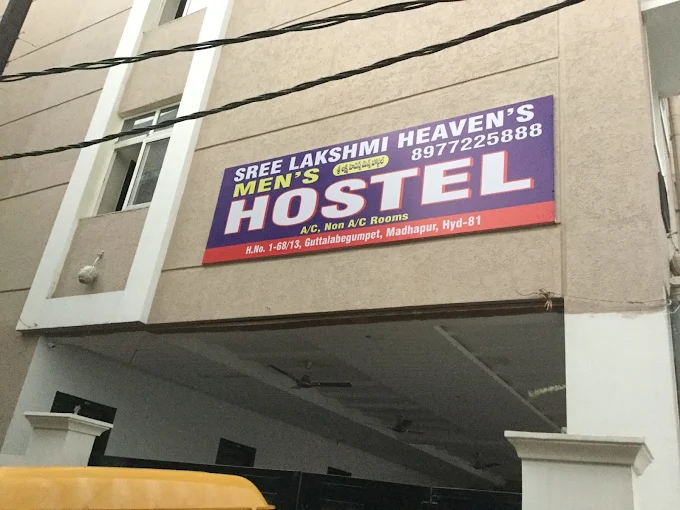 SREE LAKSHMI HEAVEN'S
MEN'S
8977225888
HOSTEL
A/C, Non A/C Rooms
H.No. 1-68/13, Guttalabegumpet, Madhapur, Hyd-81